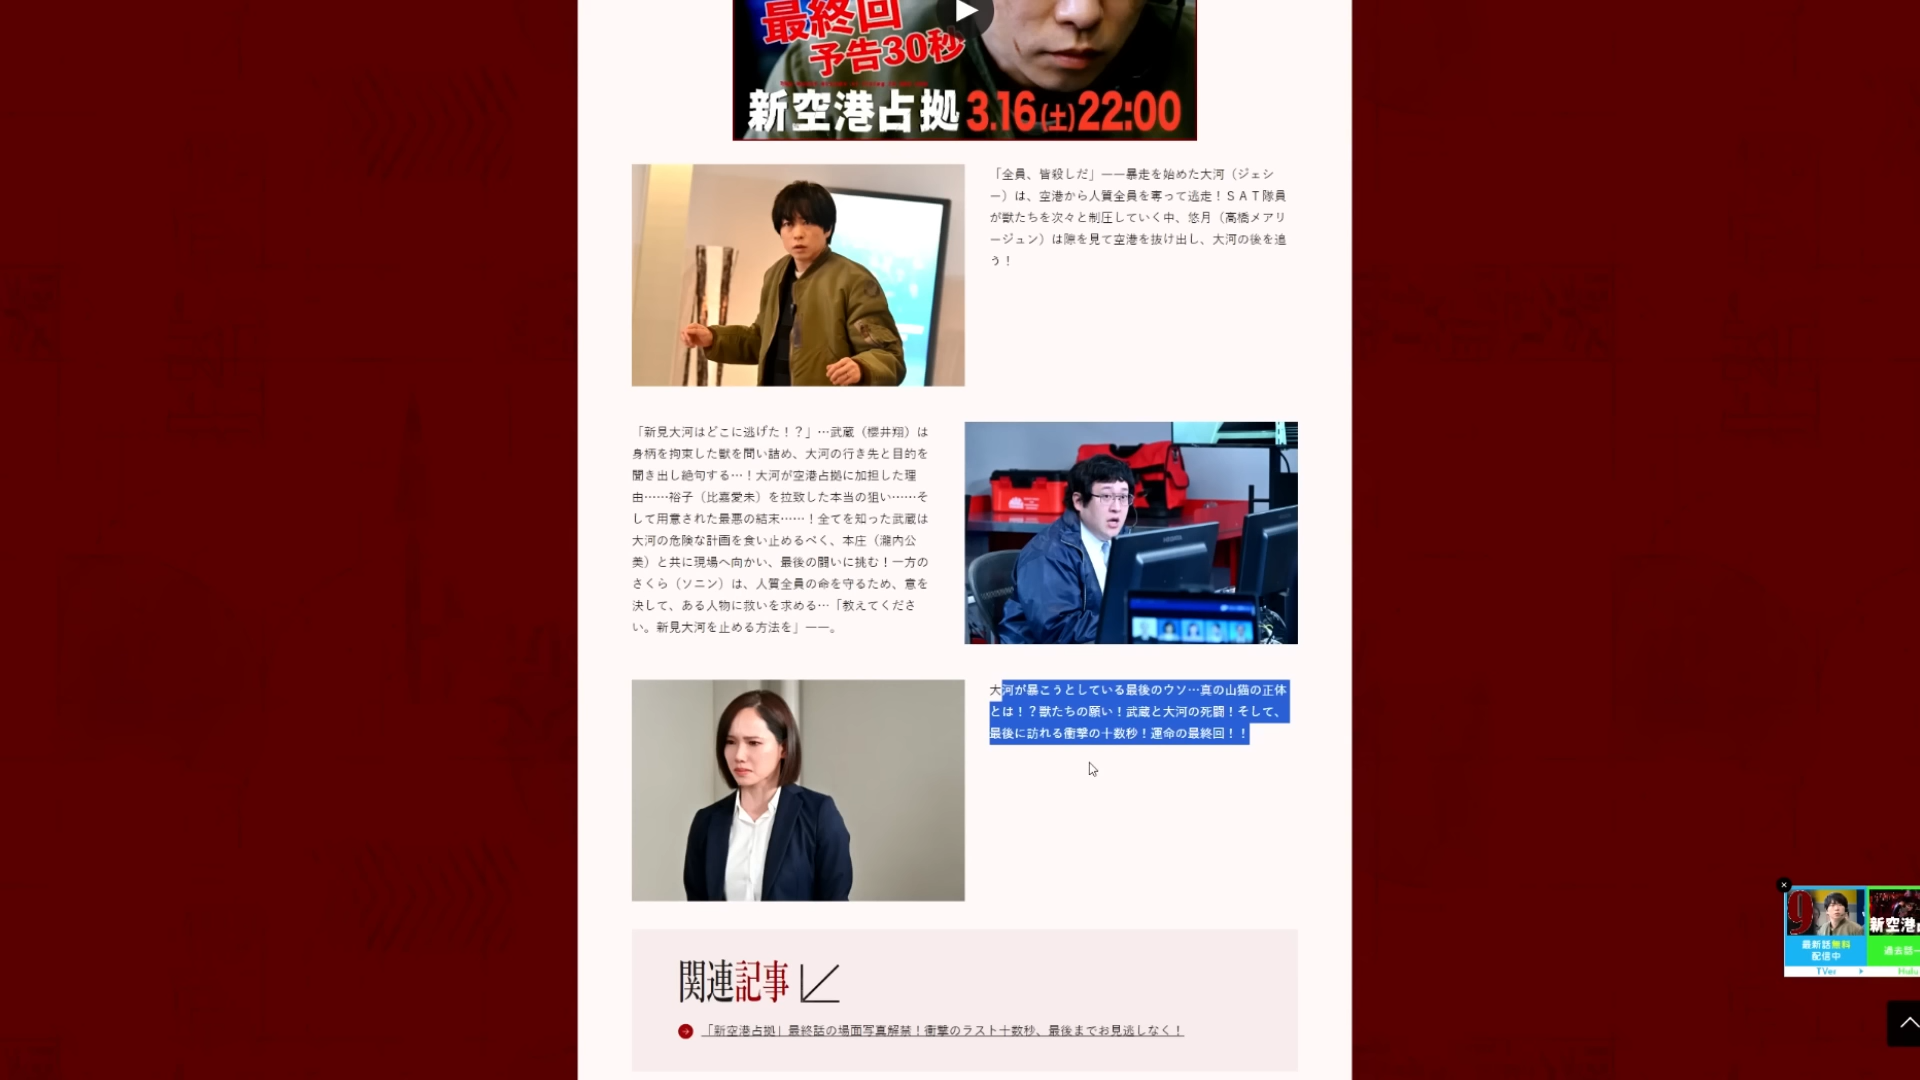 最終回
予告30秒
新空港占拠 3.16(土)22:00
「全員、皆殺しだ」――暴走を始めた大河（ジェシ
ー）は、空港から人質全員を奪って逃走！ＳＡＴ隊員
が獣たちを次々と制圧していく中、悠月（高橋メアリ
ージュン）は隙を見て空港を抜け出し、大河の後を追
う！
「新見大河はどこに逃げた！？」…武蔵（櫻井翔）は
身柄を拘束した獣を問い詰め、大河の行き先と目的を
聞き出し絶句する…！大河が空港占拠に加担した理
由……裕子（比嘉愛未）を拉致した本当の狙い……そ
して用意された最悪の結末……！全てを知った武蔵は
大河の危険な計画を食い止めるべく、本庄（瀧内公
美）と共に現場へ向かい、最後の闘いに挑む！一方の
さくら（ソニン）は、人質全員の命を守るため、意を
決して、ある人物に救いを求める…「教えてくださ
い。新見大河を止める方法を」――。
大河が暴こうとしている最後のウソ…真の山猫の正体
とは！？獣たちの願い！武蔵と大河の死闘！そして、
最後に訪れる衝撃の十数秒！運命の最終回！！
関連記事
「新空港占拠」最終話の場面写真解禁！衝撃のラスト十数秒、最後までお見逃しなく！
9
新空港
最新話無料
配信中
過去話一
TVer
Hulu